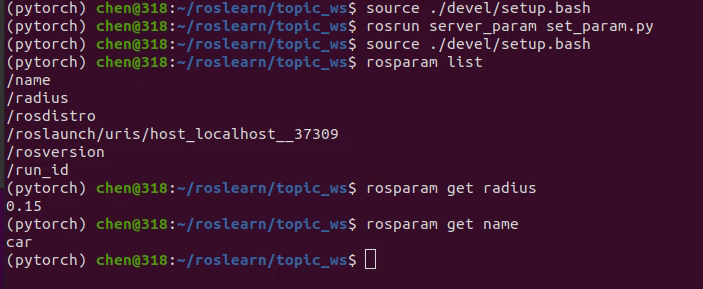 (pytorch) chen@318:~/roslearn/topic_ws$ source ./devel/setup.bash
(pytorch) chen@318:~/roslearn/topic_ws$ rosrun server_param set_param.py
(pytorch) chen@318:~/roslearn/topic_ws$ source ./devel/setup.bash
(pytorch) chen@318:~/roslearn/topic_ws$ rosparam list
/name
/radius
/rosdistro
/roslaunch/uris/host_localhost__37309
/rosversion
/run_id
(pytorch) chen@318:~/roslearn/topic_ws$ rosparam get radius
0.15
(pytorch) chen@318:~/roslearn/topic_ws$ rosparam get name
car
(pytorch) chen@318:~/roslearn/topic_ws$